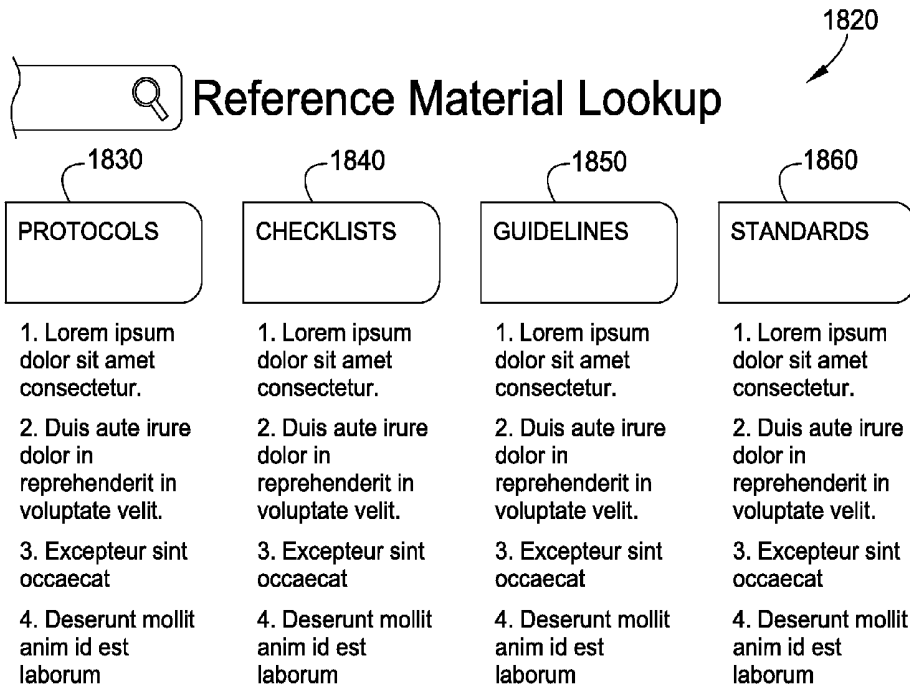 1820
Reference Material Lookup
1830
1840
1850
1860
PROTOCOLS
CHECKLISTS
GUIDELINES
STANDARDS
1. Lorem ipsum
dolor sit amet
consectetur.
2. Duis aute irure
dolor in
reprehenderit in
voluptate velit.
3. Excepteur sint
occaecat
4. Deserunt mollit
anim id est
laborum
1. Lorem ipsum
dolor sit amet
consectetur.
2. Duis aute irure
dolor in
reprehenderit in
voluptate velit.
3. Excepteur sint
occaecat
4. Deserunt mollit
anim id est
laborum
1. Lorem ipsum
dolor sit amet
consectetur.
2. Duis aute irure
dolor in
reprehenderit in
voluptate velit.
3. Excepteur sint
occaecat
4. Deserunt mollit
anim id est
laborum
1. Lorem ipsum
dolor sit amet
consectetur.
2. Duis aute irure
dolor in
reprehenderit in
voluptate velit.
3. Excepteur sint
occaecat
4. Deserunt mollit
anim id est
laborum